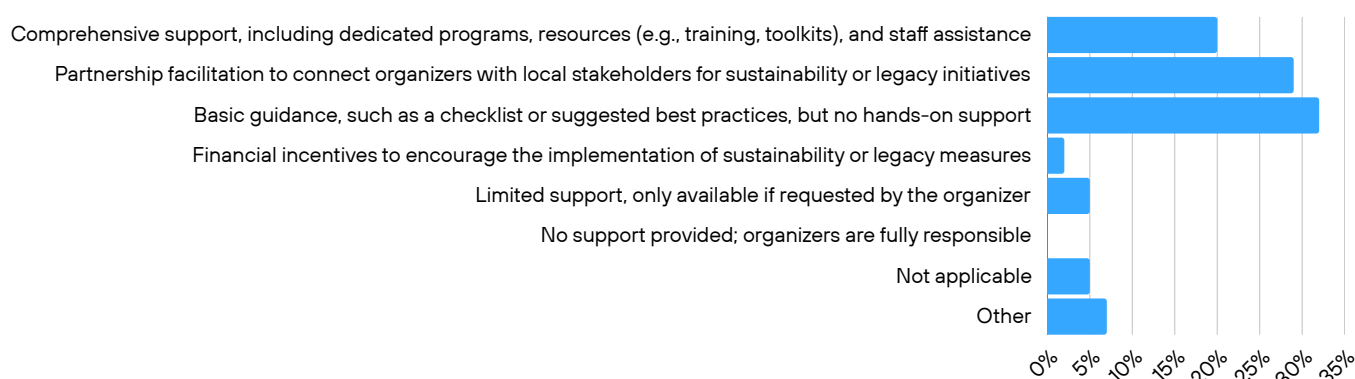 Comprehensive support, including dedicated programs, resources (e.g., training, toolkits), and staff assistance
Partnership facilitation to connect organizers with local stakeholders for sustainability or legacy initiatives
Basic guidance, such as a checklist or suggested best practices, but no hands-on support
Financial incentives to encourage the implementation of sustainability or legacy measures
Limited support, only available if requested by the organizer
No support provided; organizers are fully responsible
Not applicable
Other
0% 5% 10% 15% 20% 25% 30% 35%